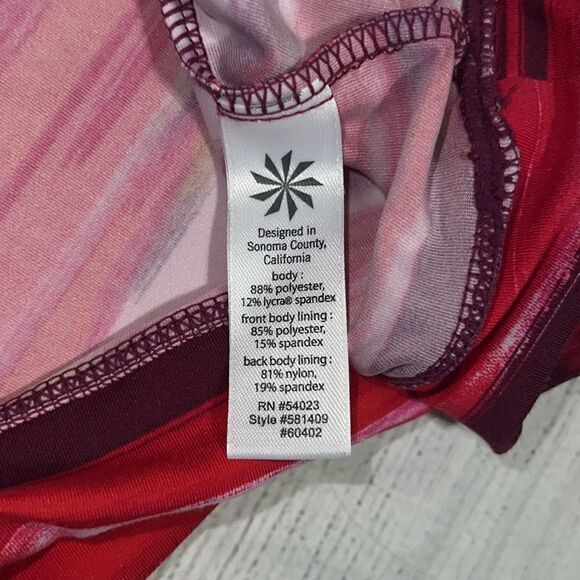 Designed in
Sonoma County,
California
body :
88% polyester,
12% lycra® spandex
front body lining :
85% polyester,
15% spandex
back body lining :
81% nylon,
19% spandex
RN #54023
Style #581409
#60402